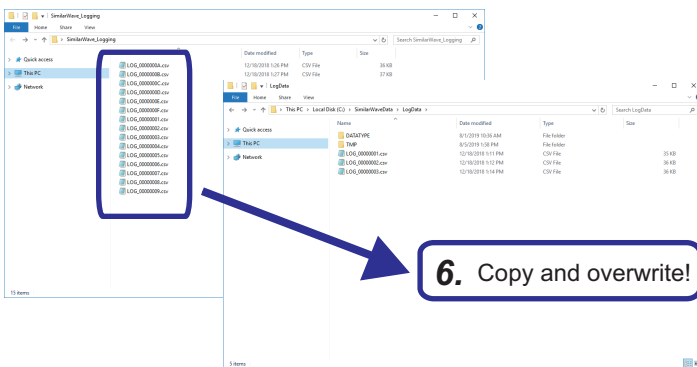 SimilarWave_Logging
File Home Share View
SimilarWave_Logging
Search SimilarWave_Logging
Date modified Type Size
Quick access
This PC
Network
LOG_0000000A.csv 12/18/2018 1:26 PM CSV File 36 KB
LOG_0000000B.csv 12/18/2018 1:27 PM CSV File 37 KB
LOG_0000000C.csv
LOG_0000000D.csv
LOG_0000000E.csv
LOG_0000000F.csv
LOG_00000001.csv
LOG_00000002.csv
LOG_00000003.csv
LOG_00000004.csv
LOG_00000005.csv
LOG_00000006.csv
LOG_00000007.csv
LOG_00000008.csv
LOG_00000009.csv
15 items
LogData
File Home Share View
This PC > Local Disk (C:) > SimilarWaveData > LogData >
Search LogData
Name Date modified Type Size
Quick access
This PC
Network
DATATYPE 8/1/2019 10:36 AM File folder
TMP 8/5/2019 1:50 PM File folder
LOG_00000001.csv 12/18/2018 1:11 PM CSV File 35 KB
LOG_00000002.csv 12/18/2018 1:12 PM CSV File 36 KB
LOG_00000003.csv 12/18/2018 1:14 PM CSV File 36 KB
6. Copy and overwrite!
5 items